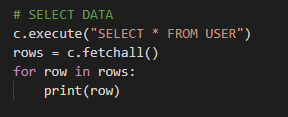 # SELECT DATA
c.execute("SELECT * FROM USER")
rows = c.fetchall()
for row in rows:
    print(row)